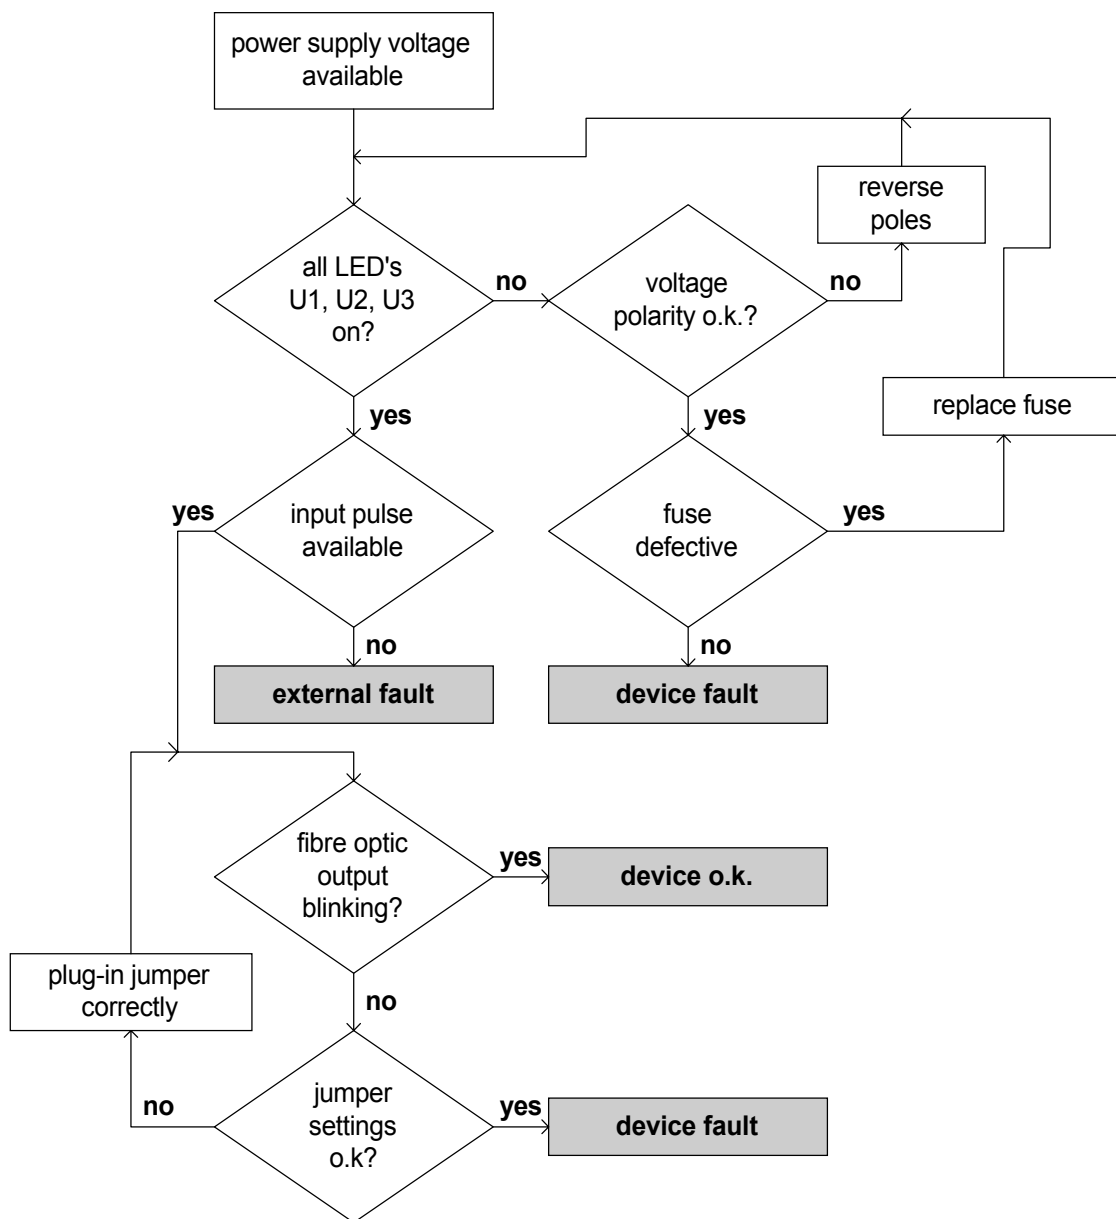 power supply voltage
available
reverse
poles
all LED's
U1, U2, U3
on?
no
voltage
polarity o.k.?
no
replace fuse
yes
yes
yes
input pulse
available
fuse
defective
yes
no
no
external fault
device fault
fibre optic
output
blinking?
yes
device o.k.
plug-in jumper
correctly
no
no
jumper
settings
o.k?
yes
device fault